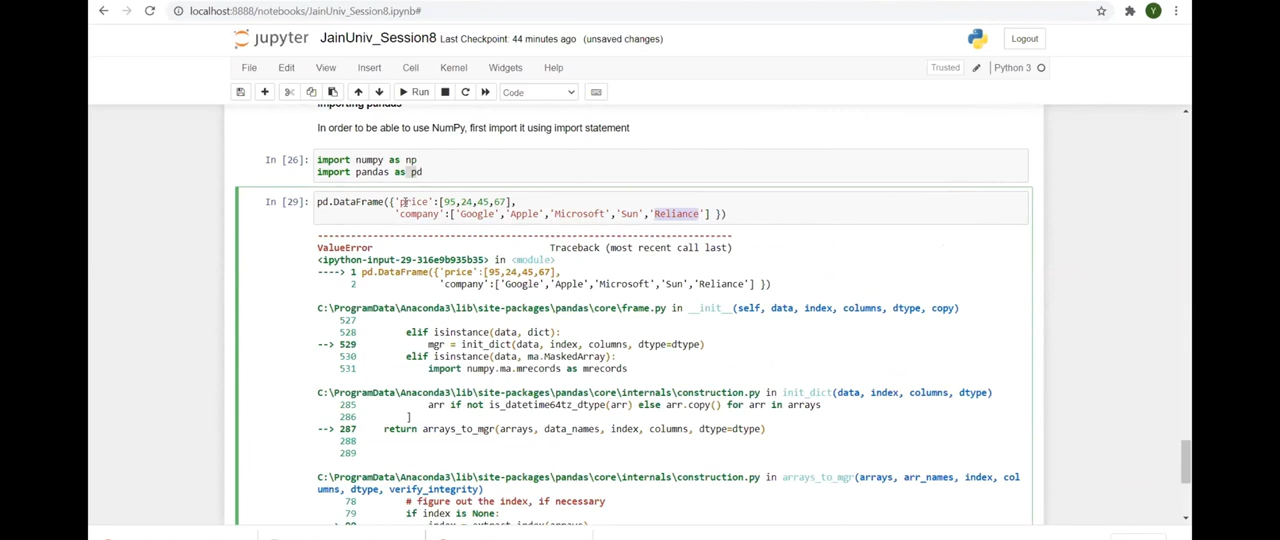 localhost:8888/notebooks/JainUniv_Session8.ipynb#
Y
jupyter JainUniv_Session8 Last Checkpoint: 44 minutes ago (unsaved changes)
Logout
File Edit View Insert Cell Kernel Widgets Help
Trusted Python 3
Run Code
Importing pandas
In order to be able to use NumPy, first import it using import statement
In [26]: import numpy as np
import pandas as pd
In [29]: pd.DataFrame({'price':[95,24,45,67],
'company':['Google','Apple','Microsoft','Sun','Reliance'] })
---------------------------------------------------------------------------
ValueError Traceback (most recent call last)
<ipython-input-29-316e9b935b35> in <module>
----> 1 pd.DataFrame({'price':[95,24,45,67],
2 'company':['Google','Apple','Microsoft','Sun','Reliance'] })
C:\ProgramData\Anaconda3\lib\site-packages\pandas\core\frame.py in __init__(self, data, index, columns, dtype, copy)
527
528 elif isinstance(data, dict):
--> 529 mgr = init_dict(data, index, columns, dtype=dtype)
530 elif isinstance(data, ma.MaskedArray):
531 import numpy.ma.mrecords as mrecords
C:\ProgramData\Anaconda3\lib\site-packages\pandas\core\internals\construction.py in init_dict(data, index, columns, dtype)
285 arr if not is_datetime64tz_dtype(arr) else arr.copy() for arr in arrays
286 ]
--> 287 return arrays_to_mgr(arrays, data_names, index, columns, dtype=dtype)
288
289
C:\ProgramData\Anaconda3\lib\site-packages\pandas\core\internals\construction.py in arrays_to_mgr(arrays, arr_names, index, col
umns, dtype, verify_integrity)
78 # figure out the index, if necessary
79 if index is None:
index = extract_index(arrays)